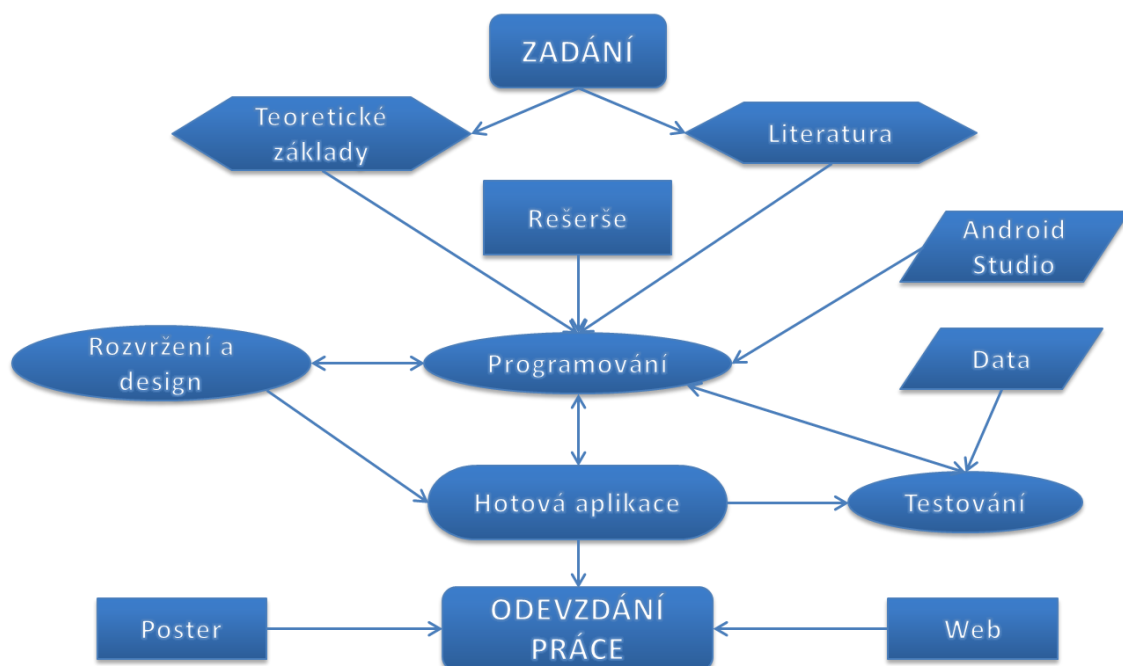 ZADÁNÍ
Teoretické
základy
Literatura
Rešerše
Android
Studio
Rozvržení a
design
Programování
Data
Hotová aplikace
Testování
Poster
ODEVZDÁNÍ
PRÁCE
Web